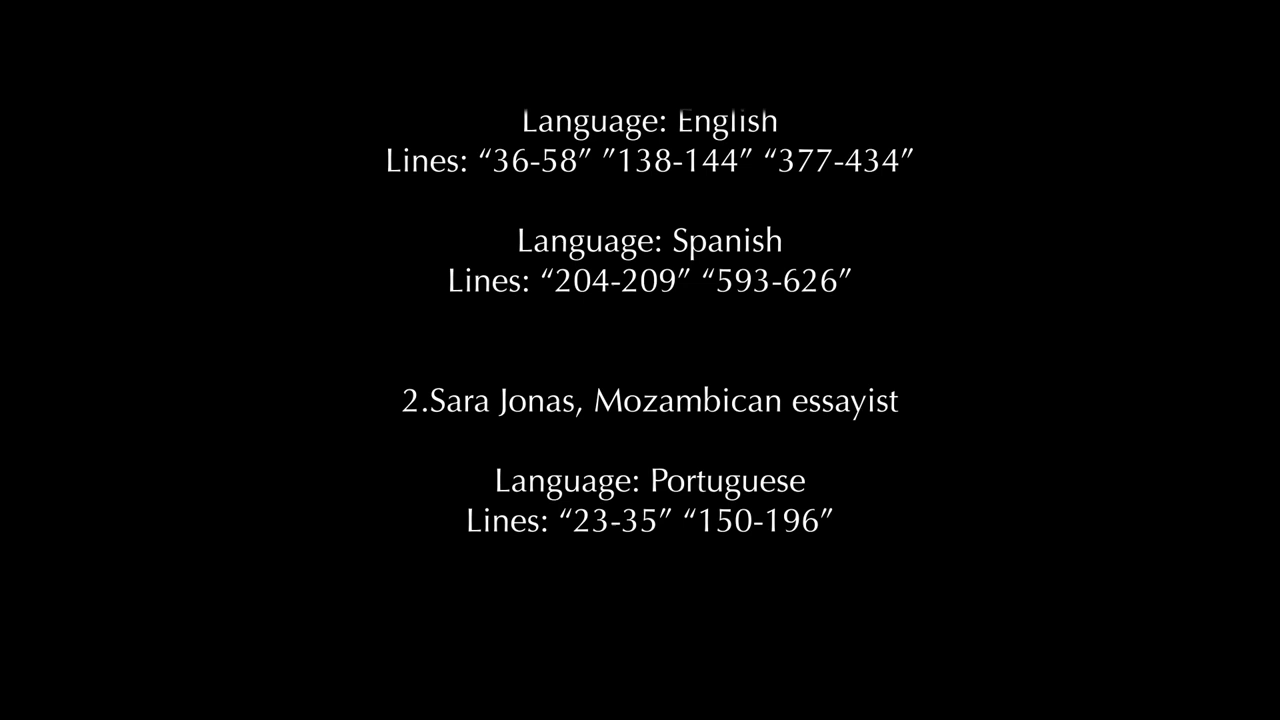 Language: English
Lines: “36-58” ”138-144” “377-434”
Language: Spanish
Lines: “204-209” “593-626”
2.Sara Jonas, Mozambican essayist
Language: Portuguese
Lines: “23-35” “150-196”